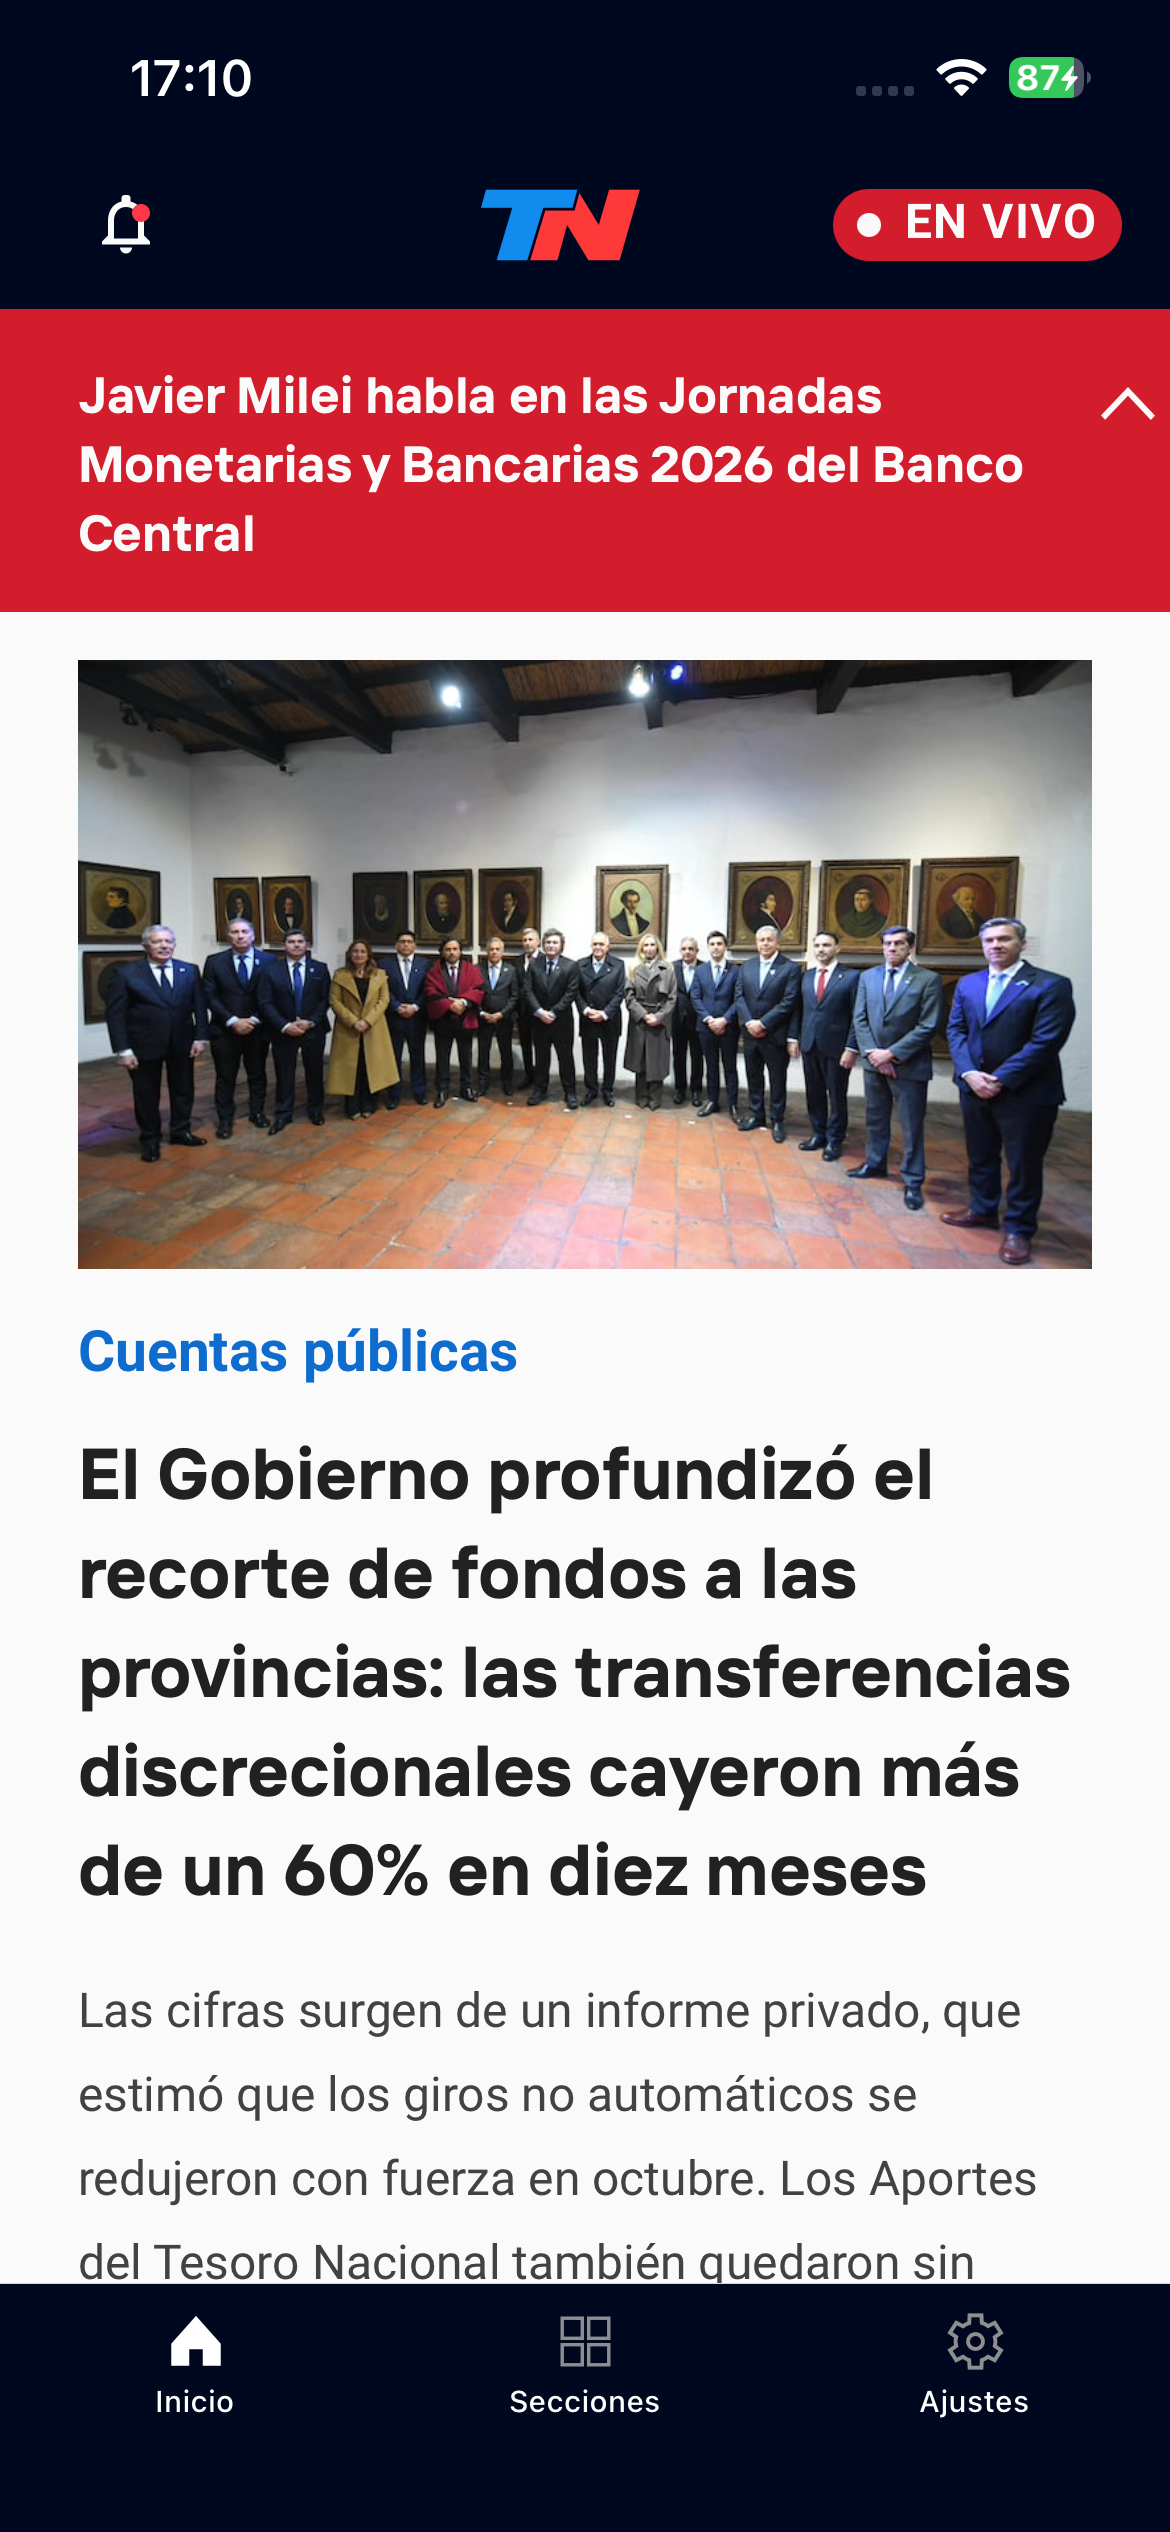 17:10
87
TN
EN VIVO
Javier Milei habla en las Jornadas
Monetarias y Bancarias 2026 del Banco
Central
Cuentas públicas
El Gobierno profundizó el
recorte de fondos a las
provincias: las transferencias
discrecionales cayeron más
de un 60% en diez meses
Las cifras surgen de un informe privado, que
estimó que los giros no automáticos se
redujeron con fuerza en octubre. Los Aportes
del Tesoro Nacional también quedaron sin
Inicio
Secciones
Ajustes